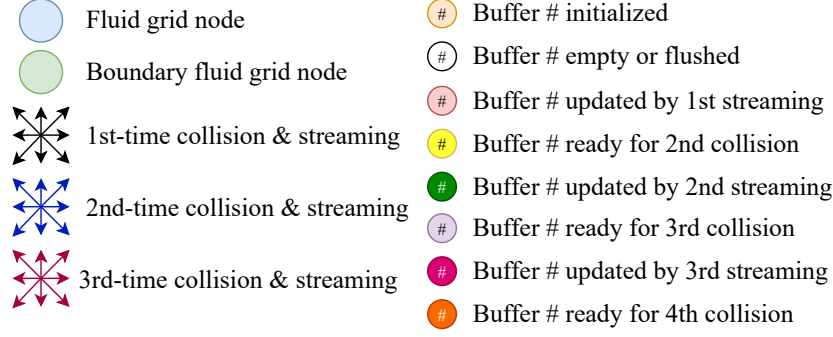 Fluid grid node
Boundary fluid grid node
1st-time collision & streaming
2nd-time collision & streaming
3rd-time collision & streaming
# Buffer # initialized
# Buffer # empty or flushed
# Buffer # updated by 1st streaming
# Buffer # ready for 2nd collision
# Buffer # updated by 2nd streaming
# Buffer # ready for 3rd collision
# Buffer # updated by 3rd streaming
# Buffer # ready for 4th collision